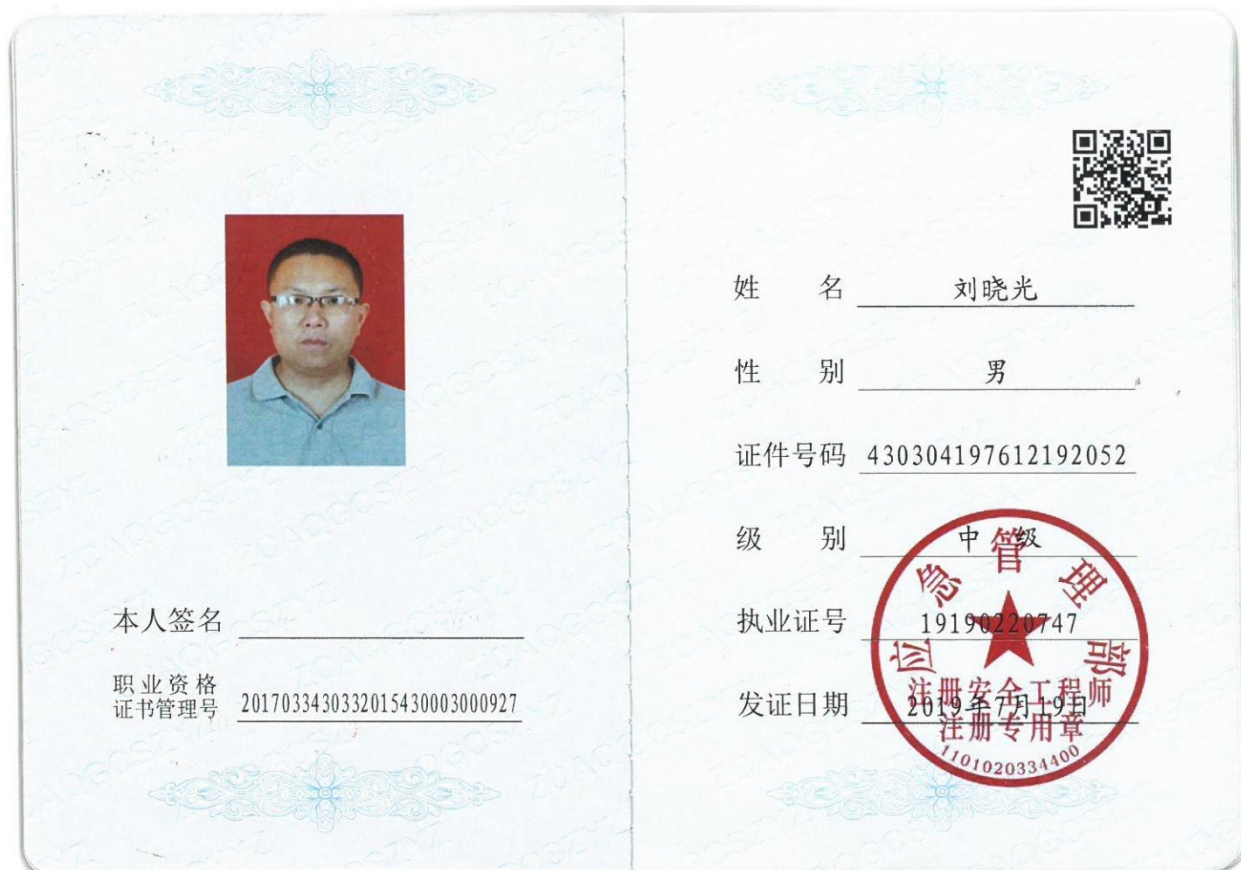 本人签名
职业资格
证书管理号 2017033430332015430003000927
姓名 刘晓光
性别 男
证件号码 430304197612192052
级别 中级
执业证号 19190220747
发证日期 2019年7月19日
应急管理部
注册安全工程师
注册专用章
1101020334400